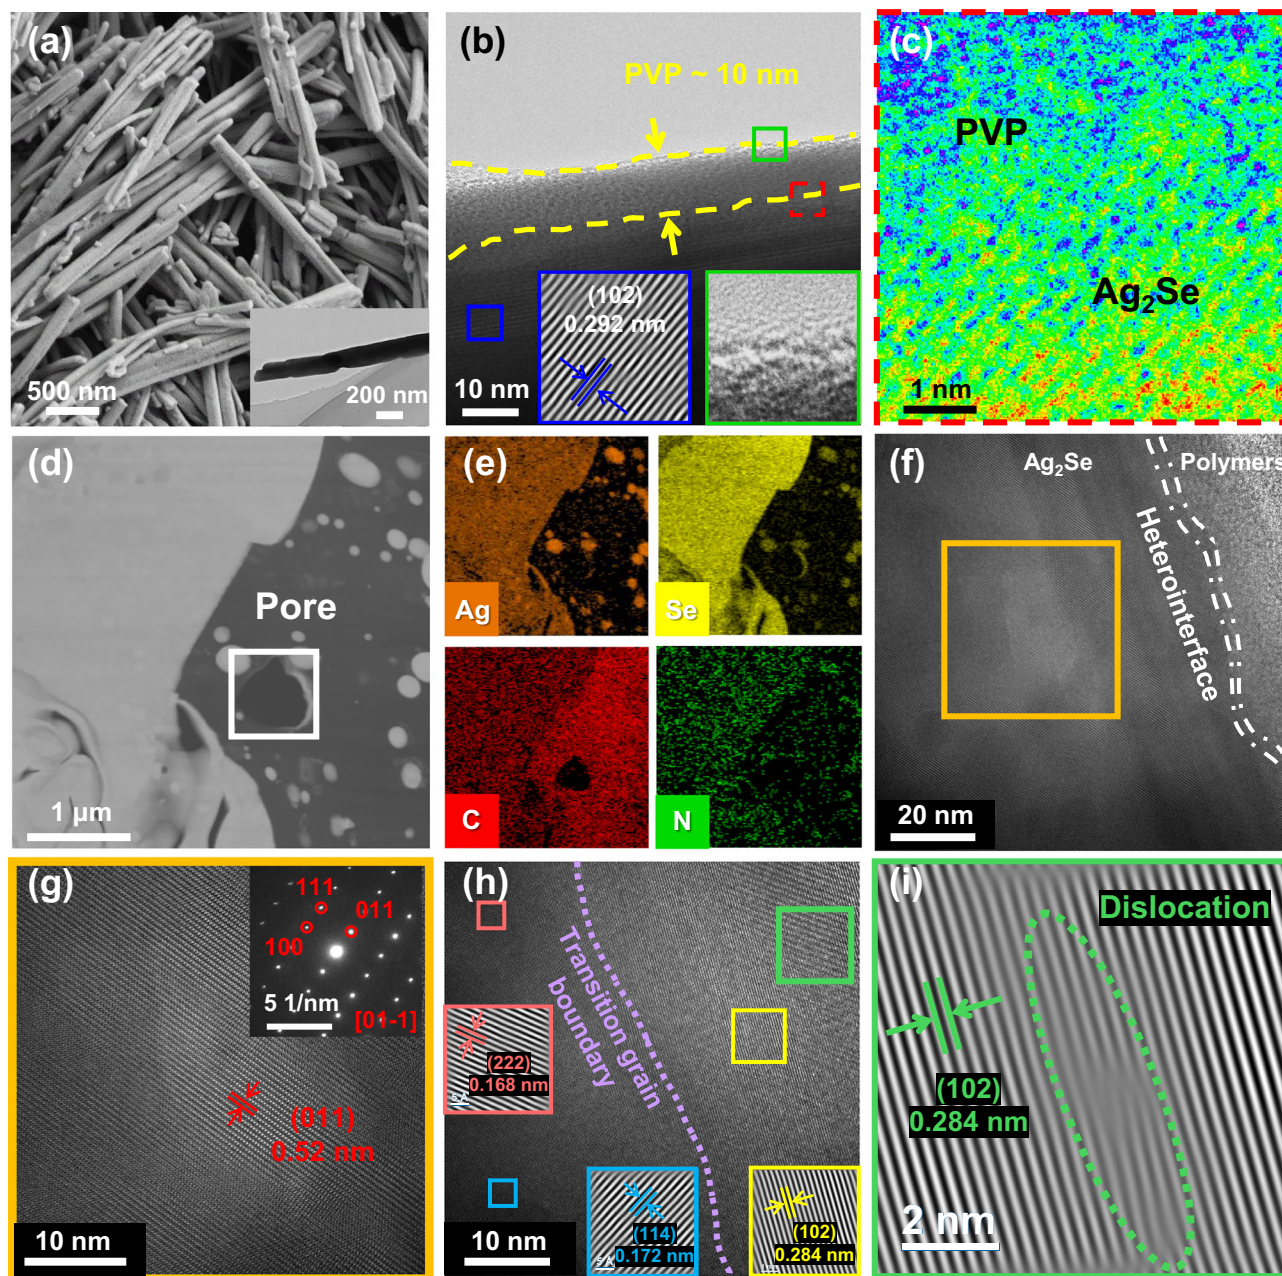 (a)
500 nm
200 nm
(b)
PVP ~ 10 nm
(102)
0.292 nm
10 nm
(c)
PVP
Ag₂Se
1 nm
(d)
Pore
1 μm
(e)
Ag
Se
C
N
(f)
Ag₂Se
Polymers
Heterointerface
20 nm
(g)
111
011
100
5 1/nm
[01-1]
(011)
0.52 nm
10 nm
(h)
Transition grain
boundary
(222)
0.168 nm
5 Å
(114)
0.172 nm
5 Å
(102)
0.284 nm
10 nm
(i)
Dislocation
(102)
0.284 nm
2 nm